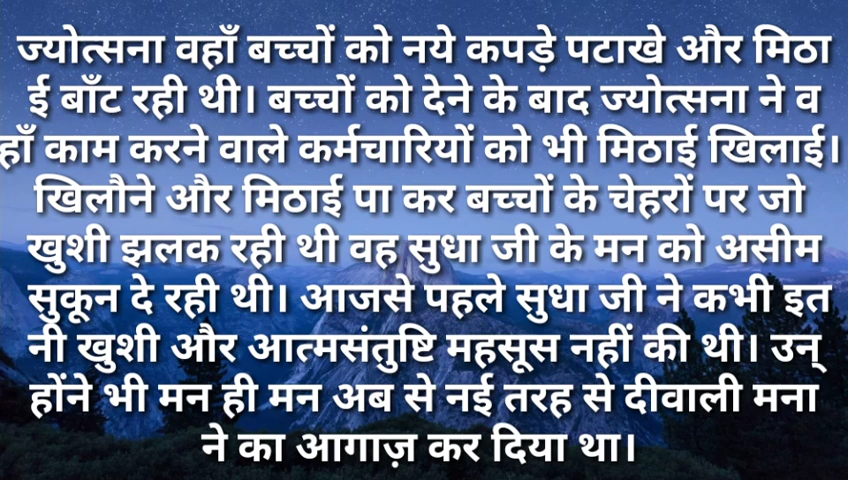 ज्योत्सना वहाँ बच्चों को नये कपड़े पटाखे और मिठा
ई बाँट रही थी। बच्चों को देने के बाद ज्योत्सना ने व
हाँ काम करने वाले कर्मचारियों को भी मिठाई खिलाई।
खिलौने और मिठाई पा कर बच्चों के चेहरों पर जो
खुशी झलक रही थी वह सुधा जी के मन को असीम
सुकून दे रही थी। आजसे पहले सुधा जी ने कभी इत
नी खुशी और आत्मसंतुष्टि महसूस नहीं की थी। उन्
होंने भी मन ही मन अब से नई तरह से दीवाली मना
ने का आगाज़ कर दिया था।